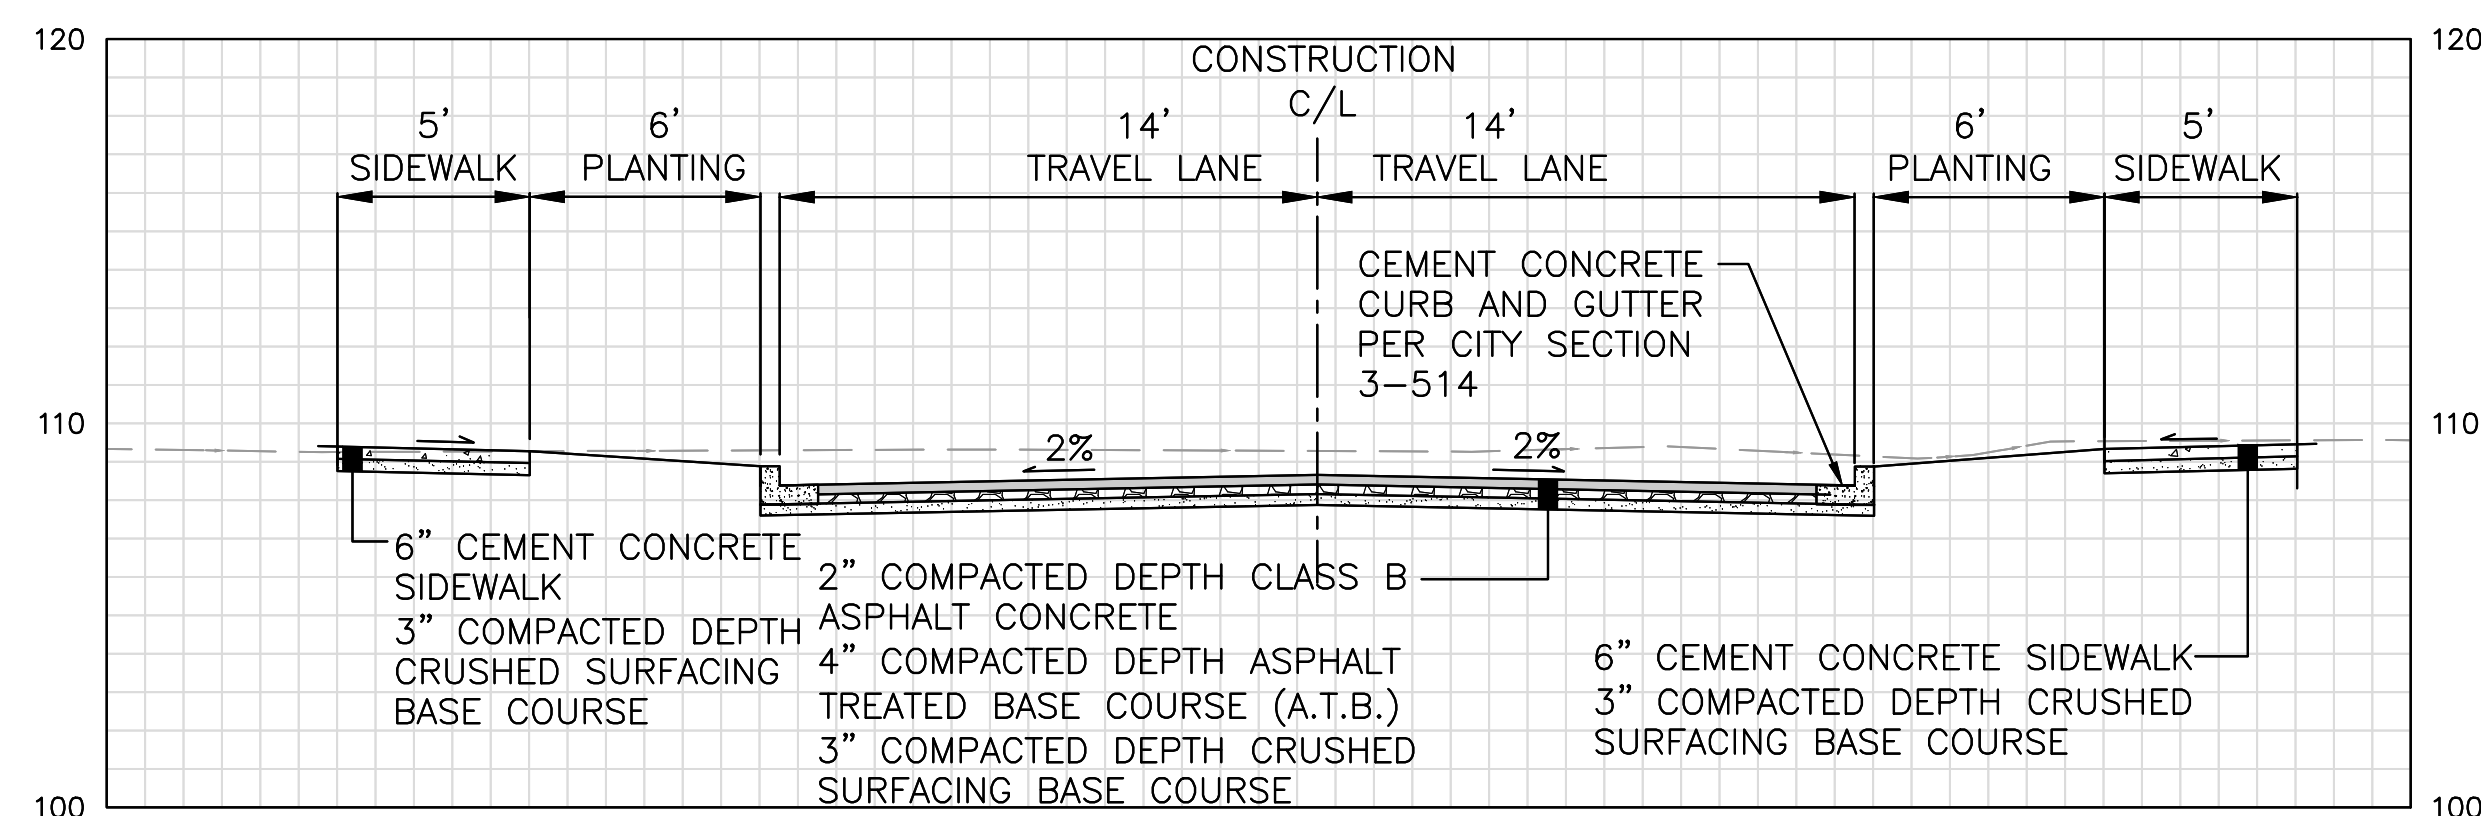 120
120
CONSTRUCTION
C/L
5’
6’
14’
14’
6’
5’
SIDEWALK
PLANTING
TRAVEL LANE
TRAVEL LANE
PLANTING
SIDEWALK
CEMENT CONCRETE
CURB AND GUTTER
PER CITY SECTION
3-514
110
110
2%
2%
6” CEMENT CONCRETE
SIDEWALK
3” COMPACTED DEPTH
CRUSHED SURFACING
BASE COURSE
2” COMPACTED DEPTH CLASS B
ASPHALT CONCRETE
4” COMPACTED DEPTH ASPHALT
TREATED BASE COURSE (A.T.B.)
3” COMPACTED DEPTH CRUSHED
SURFACING BASE COURSE
6” CEMENT CONCRETE SIDEWALK
3” COMPACTED DEPTH CRUSHED
SURFACING BASE COURSE
100
100